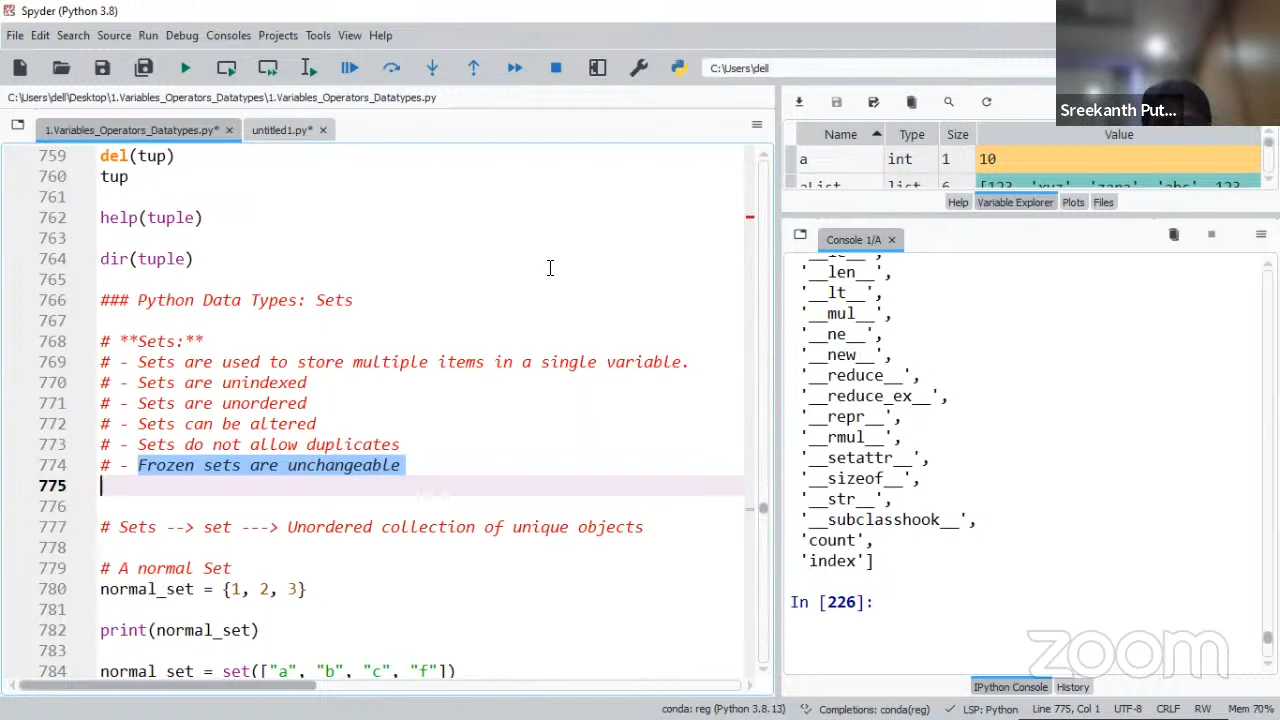 Spyder (Python 3.8)
File Edit Search Source Run Debug Consoles Projects Tools View Help
C:\Users\dell
C:\Users\dell\Desktop\1.Variables_Operators_Datatypes\1.Variables_Operators_Datatypes.py
1.Variables_Operators_Datatypes.py* untitled1.py*
759 del(tup)
760 tup
761
762 help(tuple)
763
764 dir(tuple)
765
766 ### Python Data Types: Sets
767
768 # **Sets:**
769 # - Sets are used to store multiple items in a single variable.
770 # - Sets are unindexed
771 # - Sets are unordered
772 # - Sets can be altered
773 # - Sets do not allow duplicates
774 # - Frozen sets are unchangeable
775
776
777 # Sets --> set ---> Unordered collection of unique objects
778
779 # A normal Set
780 normal_set = {1, 2, 3}
781
782 print(normal_set)
783
784 normal_set = set(["a", "b", "c", "f"])
Sreekanth Put...
Name Type Size Value
a int 1 10
aList list 6 [123, 'xyz', 'zara', 'abc', 123
Help Variable Explorer Plots Files
Console 1/A
'__le__',
'__len__',
'__lt__',
'__mul__',
'__ne__',
'__new__',
'__reduce__',
'__reduce_ex__',
'__repr__',
'__rmul__',
'__setattr__',
'__sizeof__',
'__str__',
'__subclasshook__',
'count',
'index']
In [226]:
zoom
IPython Console History
conda: reg (Python 3.8.13) Completions: conda(reg) LSP: Python Line 775, Col 1 UTF-8 CRLF RW Mem 70%